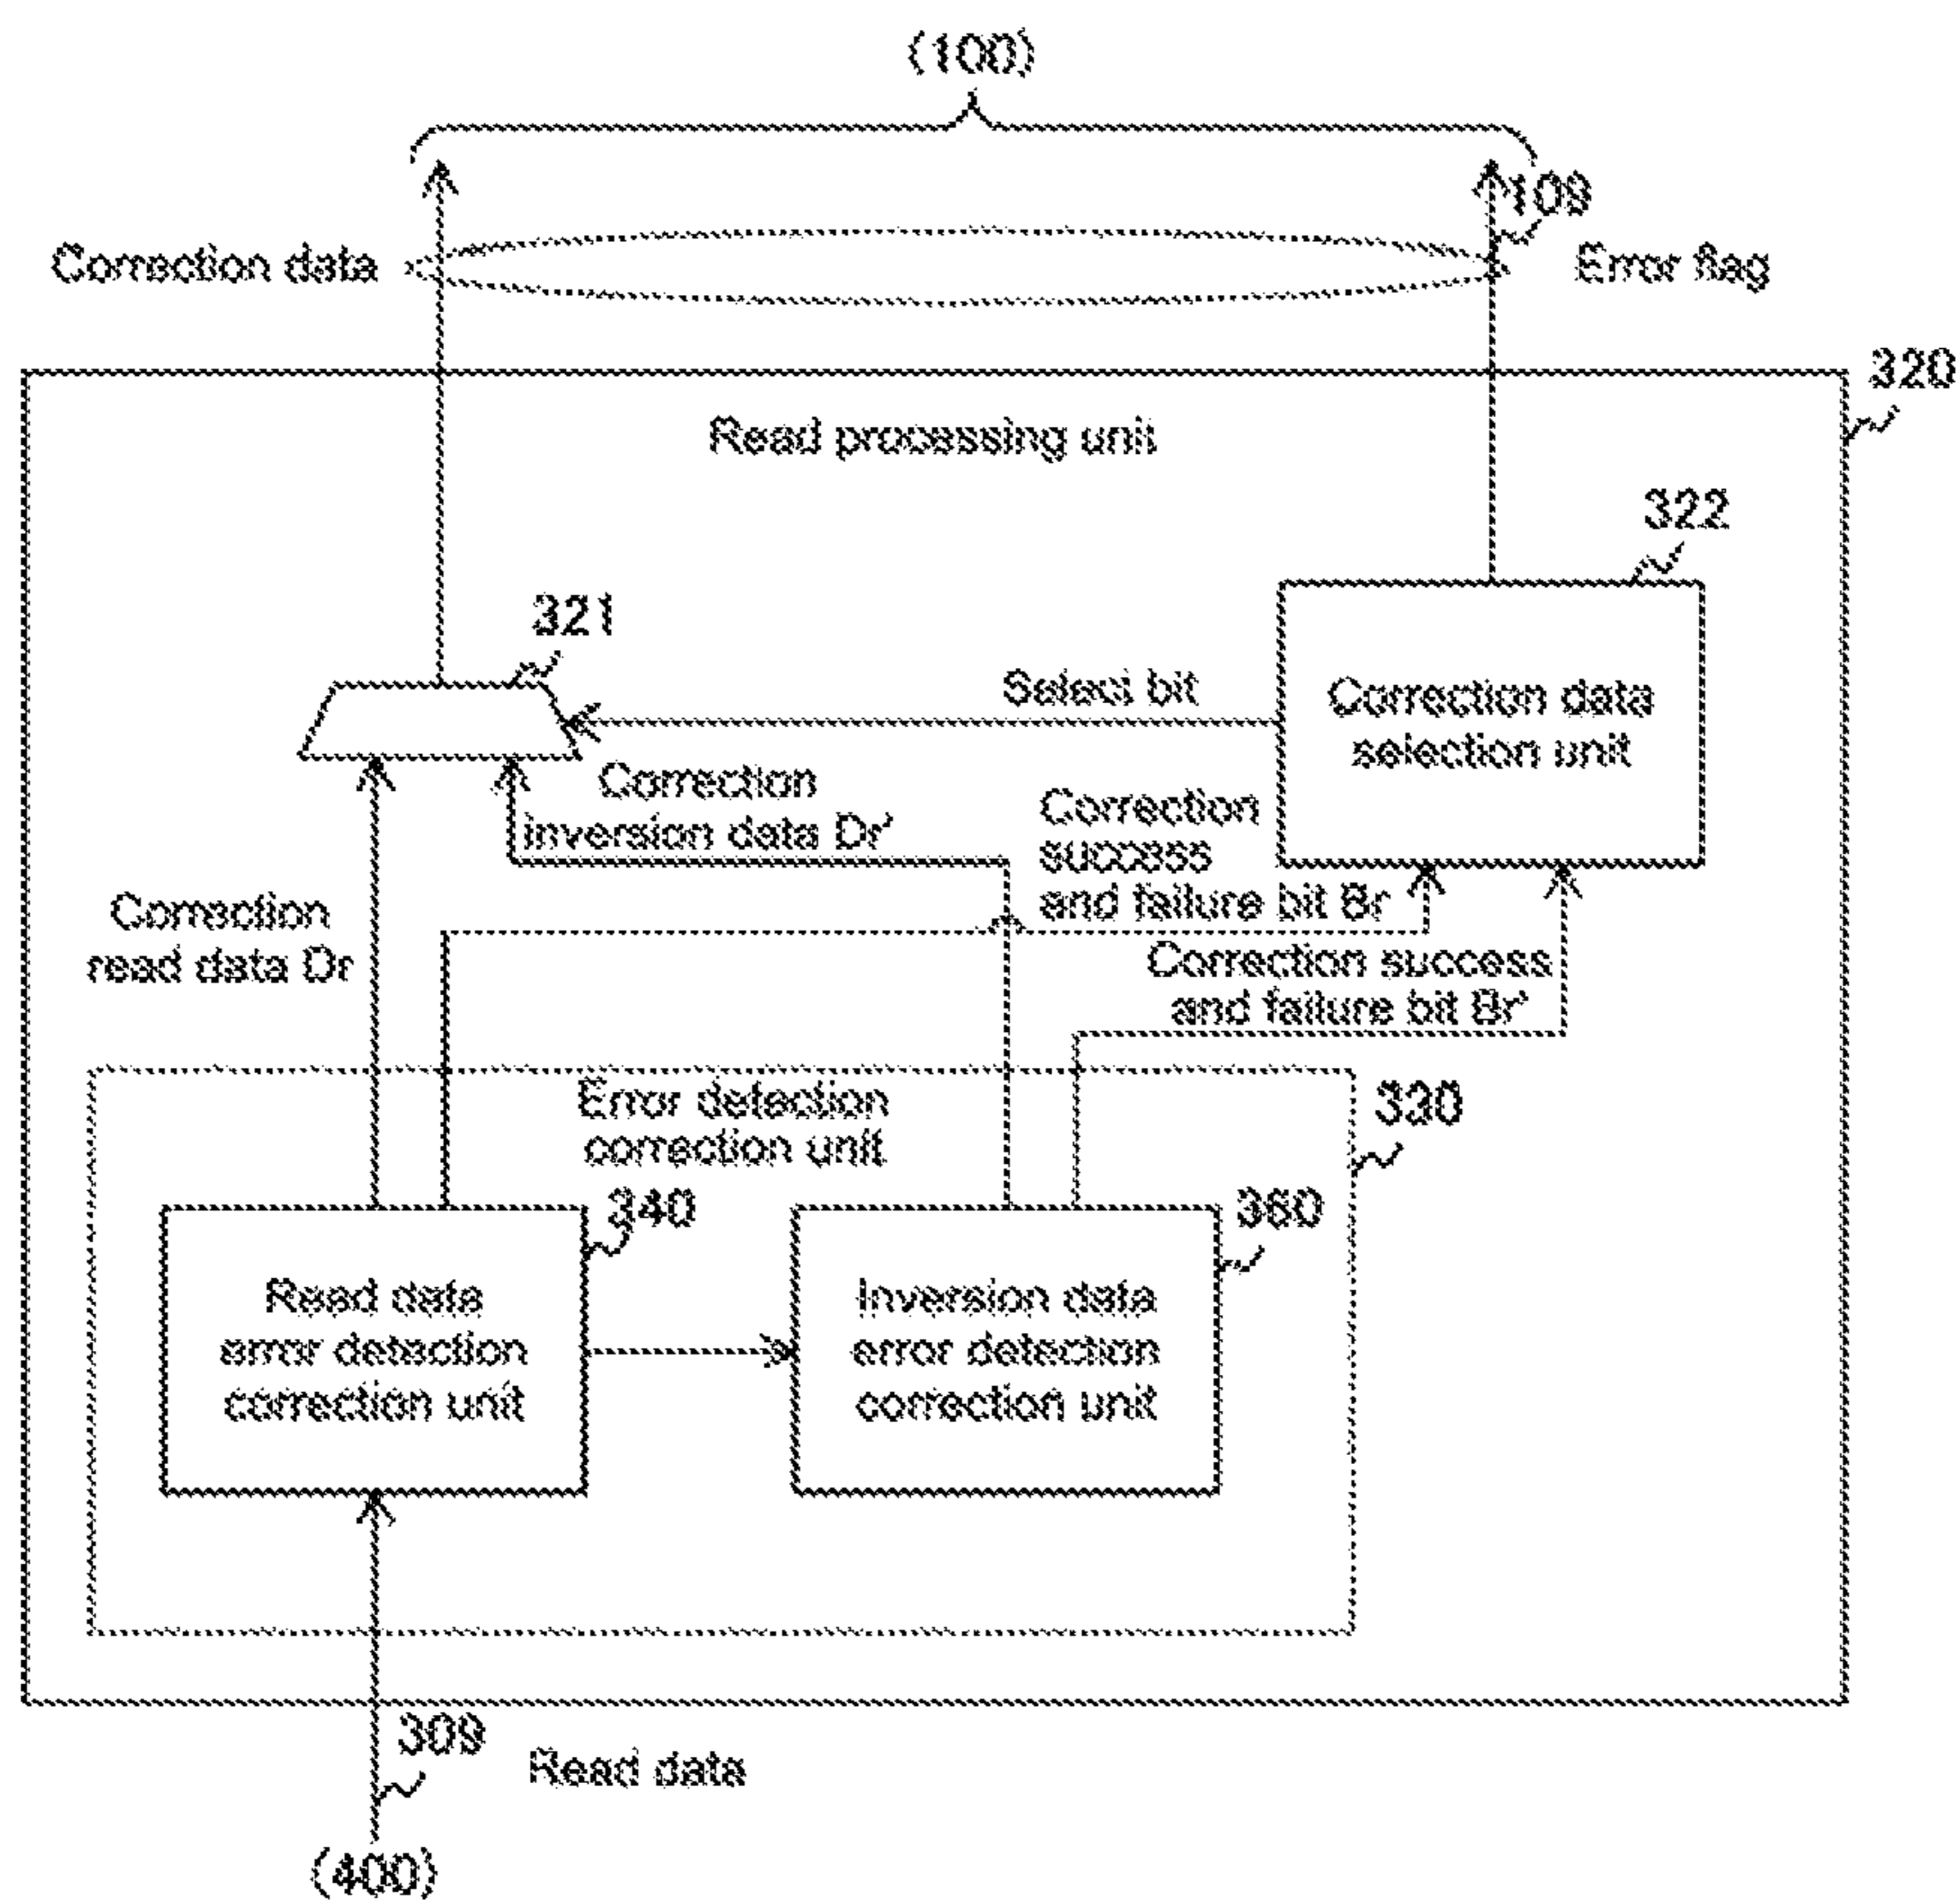 (100)
109
Correction data
Error flag
320
Read processing unit
322
321
Select bit
Correction data
selection unit
Correction
inversion data Dr'
Correction
success
and failure bit Br
Correction
read data Dr
Correction success
and failure bit Br'
Error detection
correction unit
330
340
360
Read data
error detection
correction unit
Inversion data
error detection
correction unit
309
Read data
(400)